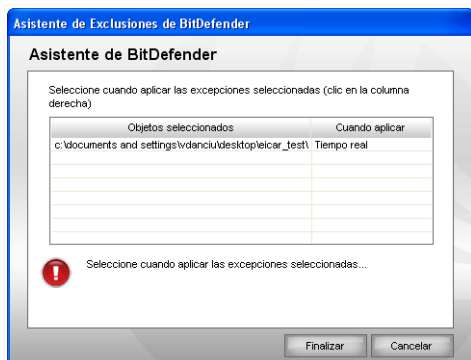 Asistente de Exclusiones de BitDefender
Asistente de BitDefender
Seleccione cuando aplicar las excepciones seleccionadas (clic en la columna
derecha)
Objetos seleccionados Cuando aplicar
c:\documents and settings\vdanciu\desktop\eicar_test\ Tiempo real
Seleccione cuando aplicar las excepciones seleccionadas...
Finalizar Cancelar